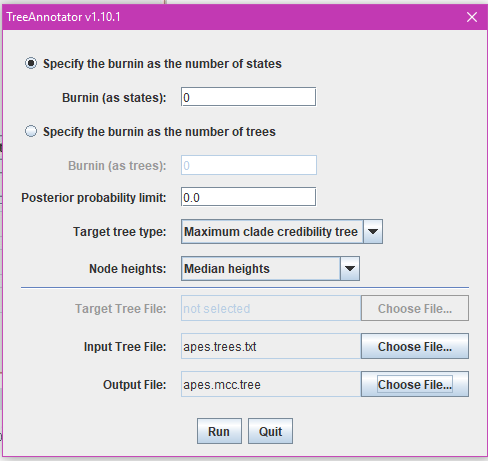 TreeAnnotator v1.10.1
Specify the burnin as the number of states
Burnin (as states): 0
Specify the burnin as the number of trees
Burnin (as trees): 0
Posterior probability limit: 0.0
Target tree type: Maximum clade credibility tree
Node heights: Median heights
Target Tree File: not selected Choose File...
Input Tree File: apes.trees.txt Choose File...
Output File: apes.mcc.tree Choose File...
Run Quit